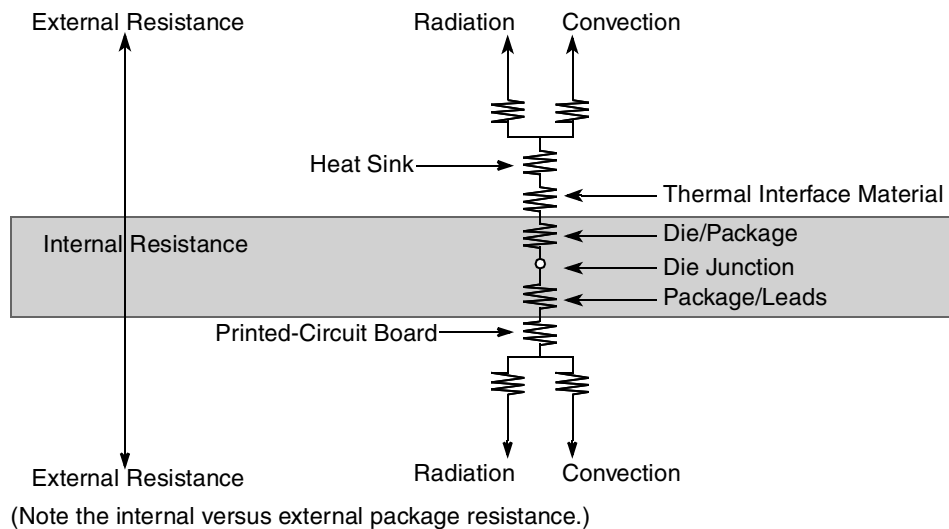 External Resistance
Radiation
Convection
Heat Sink
Thermal Interface Material
Internal Resistance
Die/Package
Die Junction
Package/Leads
Printed-Circuit Board
External Resistance
Radiation
Convection
(Note the internal versus external package resistance.)